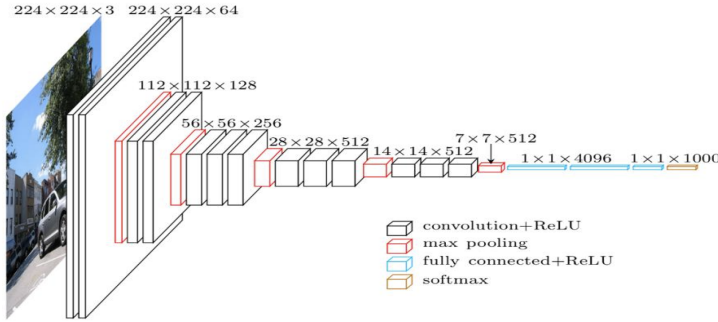 224×224×3
224×224×64
112×112×128
56×56×256
28×28×512
14×14×512
7×7×512
1×1×4096
1×1×1000
convolution+ReLU
max pooling
fully connected+ReLU
softmax